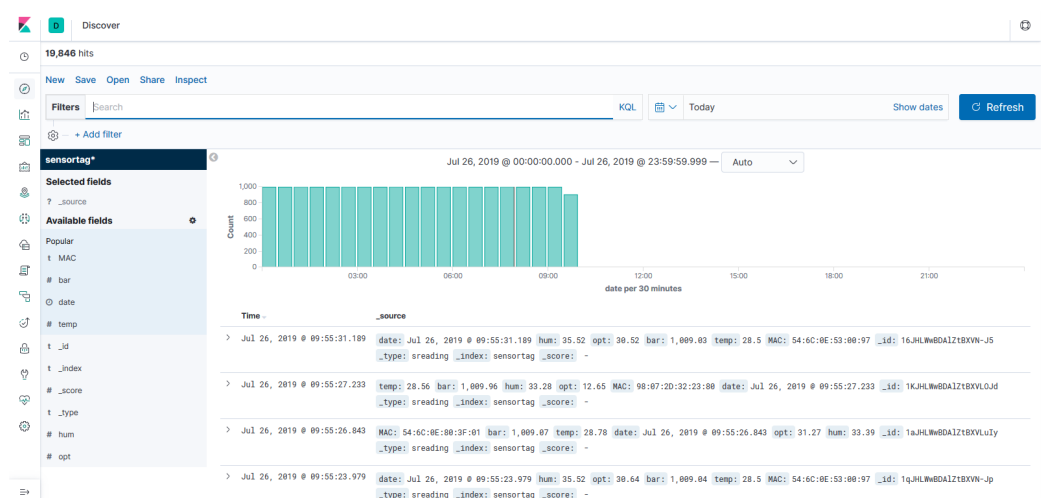 D Discover
19,846 hits
New Save Open Share Inspect
Filters Search KQL Today Show dates Refresh
+ Add filter
sensortag*
Selected fields
? _source
Available fields
Popular
t MAC
# bar
date
# temp
t _id
t _index
# _score
t _type
# hum
# opt
Jul 26, 2019 @ 00:00:00.000 - Jul 26, 2019 @ 23:59:59.999 — Auto
Count
1,000
800
600
400
200
0
03:00 06:00 09:00 12:00 15:00 18:00 21:00
date per 30 minutes
Time _source
Jul 26, 2019 @ 09:55:31.189 date: Jul 26, 2019 @ 09:55:31.189 hum: 35.52 opt: 30.52 bar: 1,009.03 temp: 28.5 MAC: 54:6C:0E:53:00:97 _id: 16JHLWwBDAlZtBXVN-J5
_type: sreading _index: sensortag _score: -
Jul 26, 2019 @ 09:55:27.233 temp: 28.56 bar: 1,009.96 hum: 33.28 opt: 12.65 MAC: 98:07:2D:32:23:80 date: Jul 26, 2019 @ 09:55:27.233 _id: 1KJHLWwBDAlZtBXVLOJd
_type: sreading _index: sensortag _score: -
Jul 26, 2019 @ 09:55:26.843 MAC: 54:6C:0E:80:3F:01 bar: 1,009.07 temp: 28.78 date: Jul 26, 2019 @ 09:55:26.843 opt: 31.27 hum: 33.39 _id: 1aJHLWwBDAlZtBXVLuIy
_type: sreading _index: sensortag _score: -
Jul 26, 2019 @ 09:55:23.979 date: Jul 26, 2019 @ 09:55:23.979 hum: 35.52 opt: 30.64 bar: 1,009.04 temp: 28.5 MAC: 54:6C:0E:53:00:97 _id: 1qJHLWwBDAlZtBXVN-Jp
_type: sreading _index: sensortag _score: -